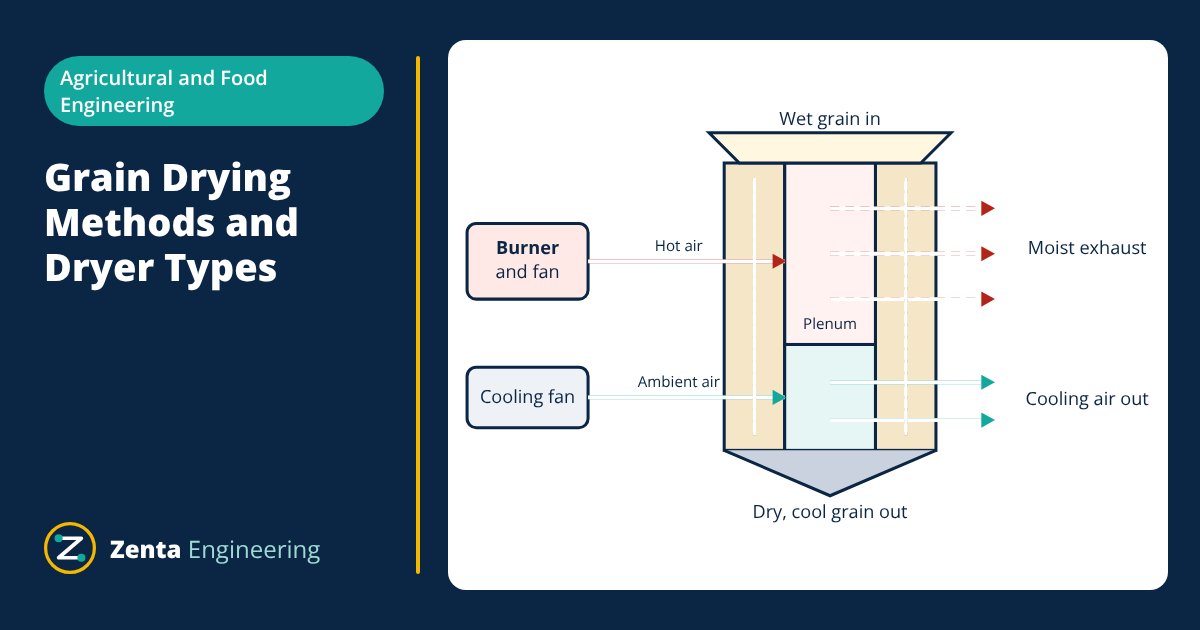 Agricultural and Food
Engineering
Grain Drying
Methods and
Dryer Types
Zenta Engineering
Wet grain in
Burner
and fan
Hot air
Moist exhaust
Plenum
Cooling fan
Ambient air
Cooling air out
Dry, cool grain out